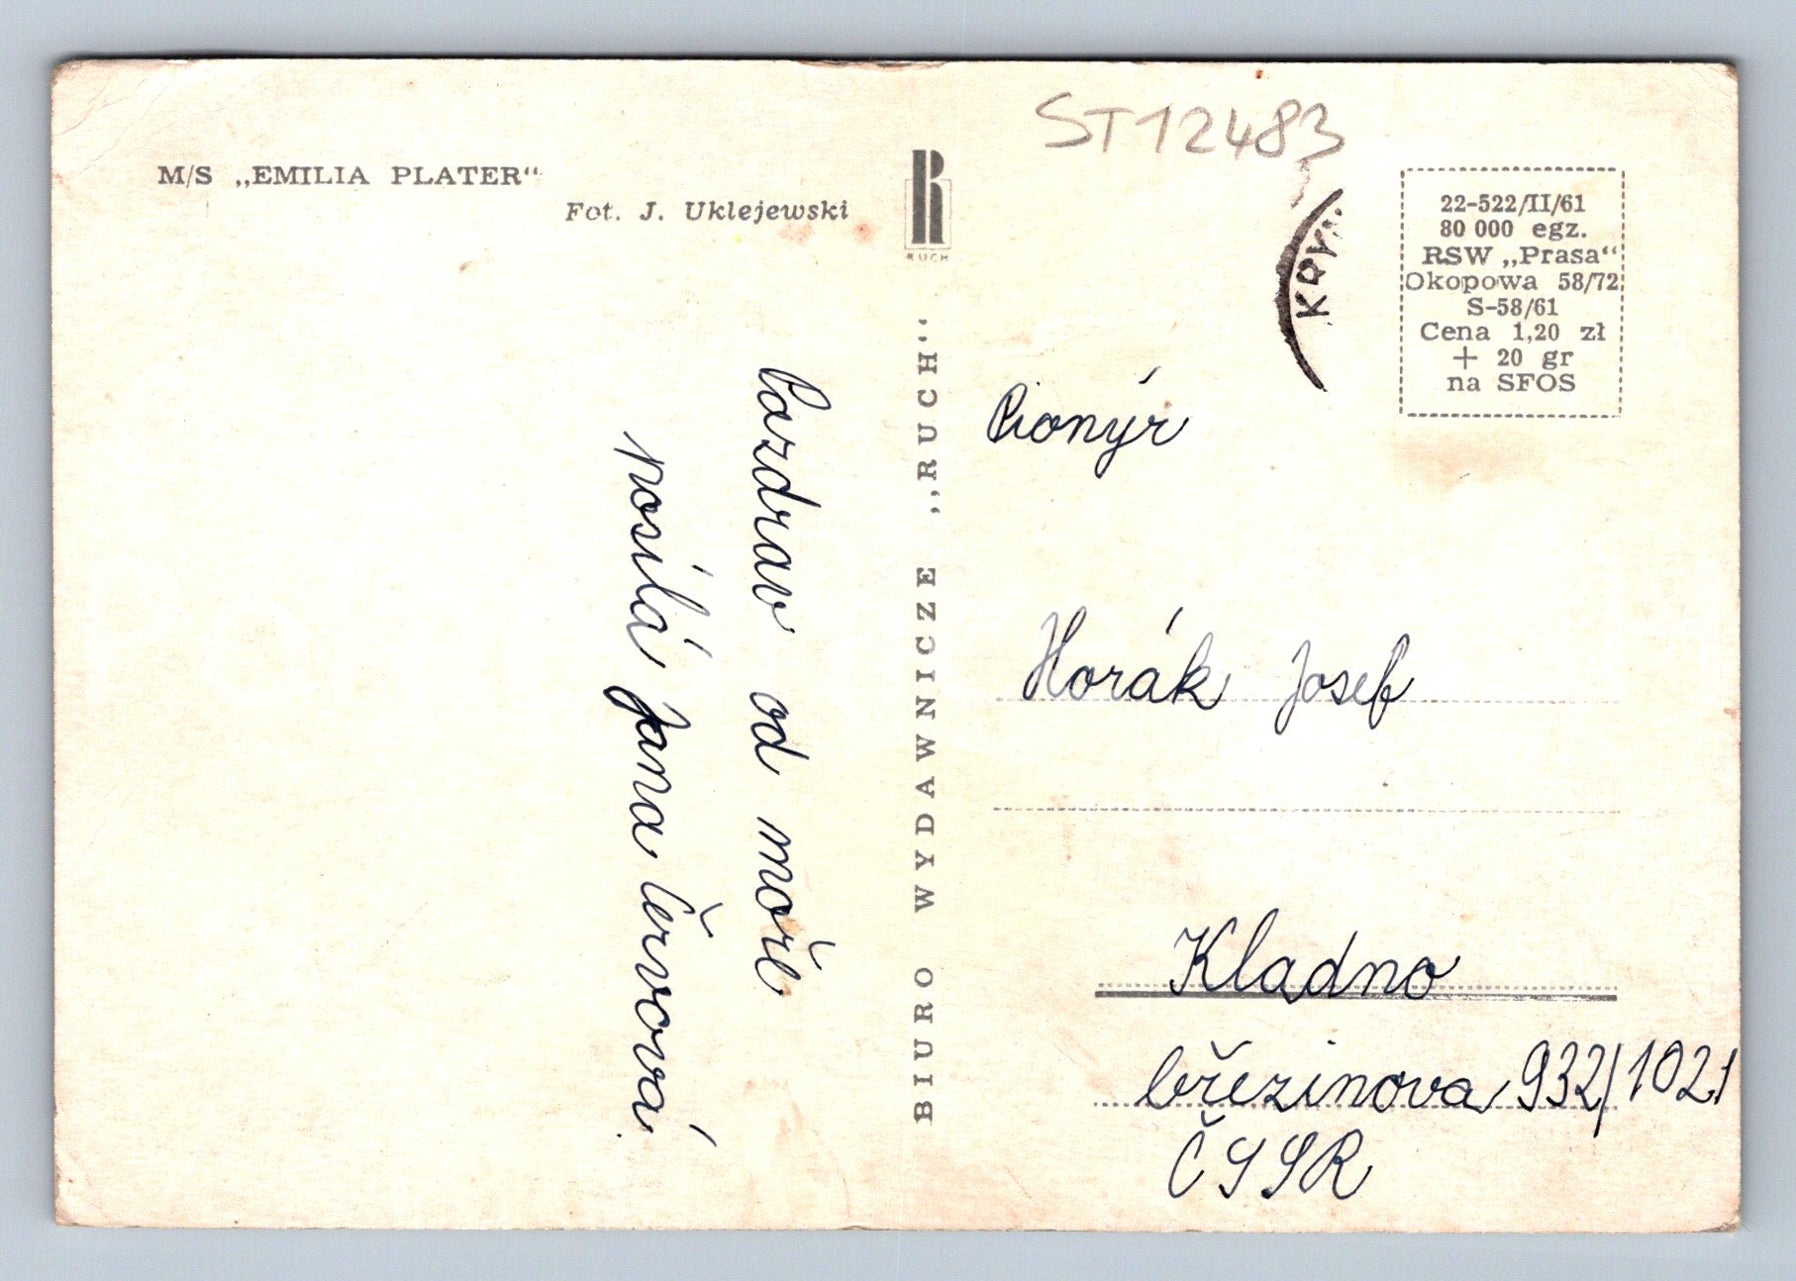 M/S „EMILIA PLATER“
Fot. J. Uklejewski
Pozdrav od moře
posílá Jana Červová
R
RUCH
BIURO WYDAWNICZE „RUCH“
ST12483
22-522/II/61
80 000 egz.
RSW „Prasa“
Okopowa 58/72
S-58/61
Cena 1,20 zł
+ 20 gr
na SFOS
Pionýr
Horák Josef
Kladno
březinova 932/1021
ČSSR